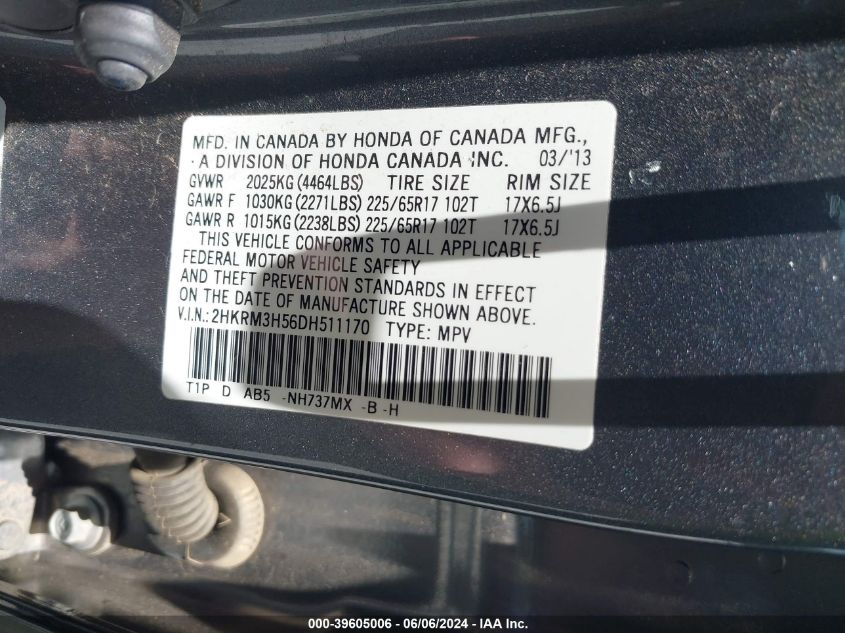 MFD. IN CANADA BY HONDA OF CANADA MFG.,
A DIVISION OF HONDA CANADA INC. 03/'13
GVWR 2025KG (4464LBS) TIRE SIZE RIM SIZE
GAWR F 1030KG (2271LBS) 225/65R17 102T 17X6.5J
GAWR R 1015KG (2238LBS) 225/65R17 102T 17X6.5J
THIS VEHICLE CONFORMS TO ALL APPLICABLE
FEDERAL MOTOR VEHICLE SAFETY
AND THEFT PREVENTION STANDARDS IN EFFECT
ON THE DATE OF MANUFACTURE SHOWN ABOVE.
V.I.N.: 2HKRM3H56DH511170 TYPE: MPV
T1P D AB5 -NH737MX -B -H
000-39605006 - 06/06/2024 - IAA Inc.